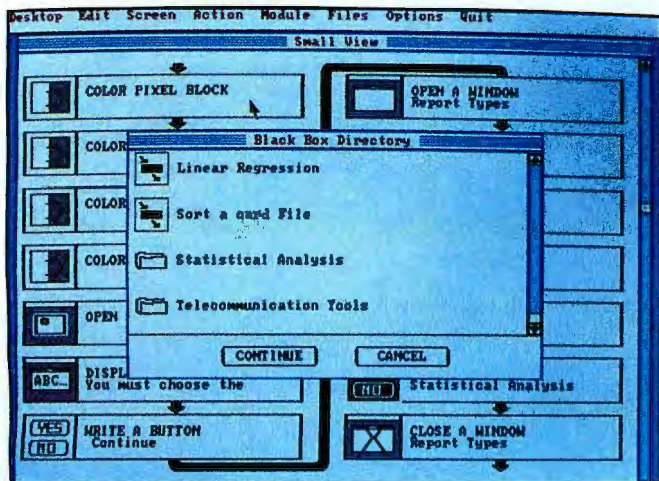 Desktop Edit Screen Action Module Files Options Quit
Small View
COLOR PIXEL BLOCK
COLOR
COLOR
COLOR
OPEN
DISPL
You must choose the
ABC...
WRITE A BUTTON
Continue
YES
NO
Black Box Directory
Linear Regression
Sort a qard File
Statistical Analysis
Telecommunication Tools
CONTINUE CANCEL
OPEN A WINDOW
Report Types
NO
Statistical Analysis
CLOSE A WINDOW
Report Types